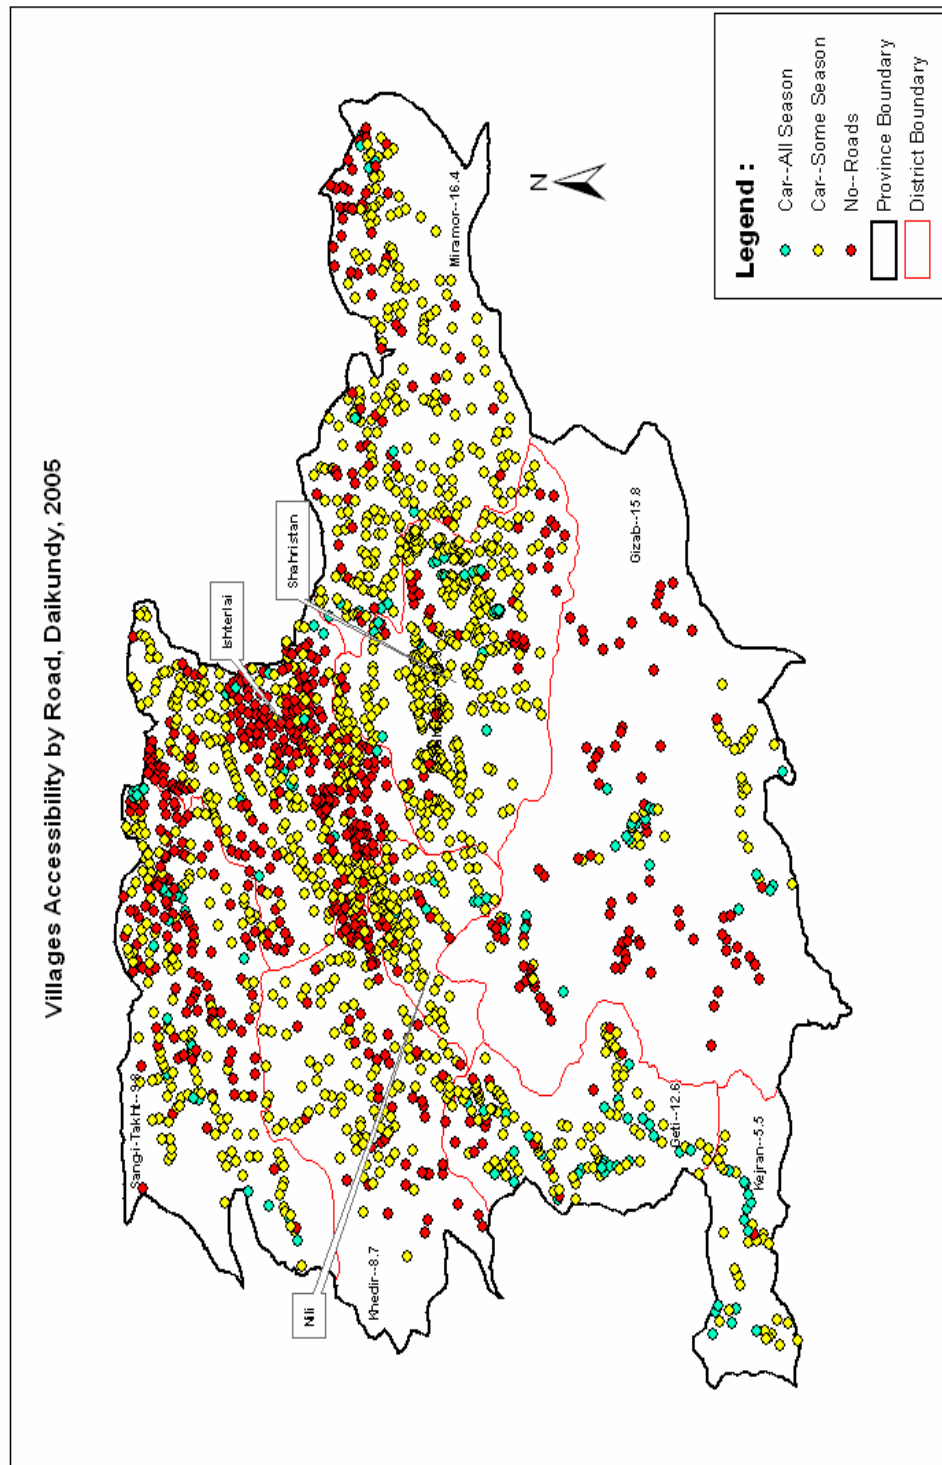 Villages Accessibility by Road, Daikundy, 2005
Sang-i-Takht--9.8
Ishterlai
Shahristan
Miramor--16.4
N
Nili
Khedir--8.7
Gizab--15.8
Geti--12.6
Kejran--5.5
Legend :
Car--All Season
Car--Some Season
No--Roads
Province Boundary
District Boundary